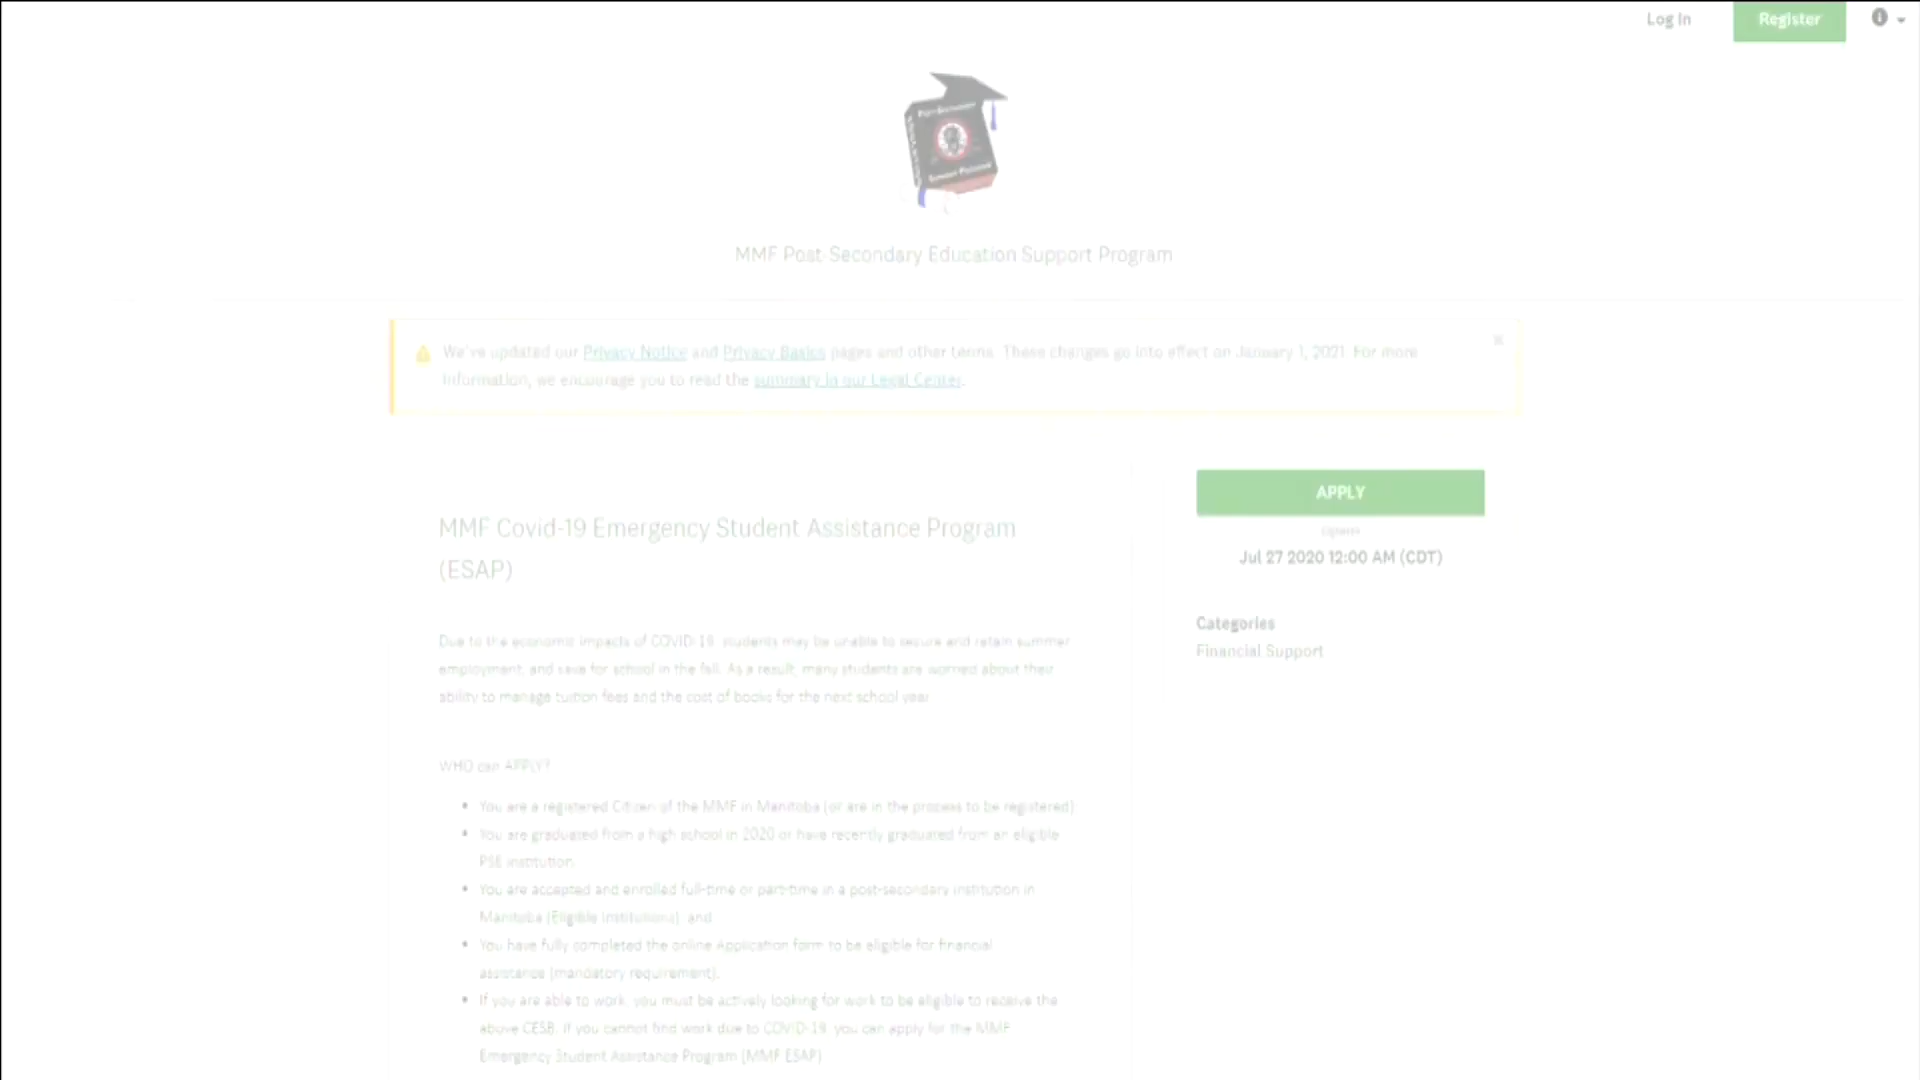 Log In
Register
MMF Post-Secondary Education Support Program
We've updated our Privacy Notice and Privacy Basics pages and other terms. These changes go into effect on January 1, 2021. For more
information, we encourage you to read the summary in our Legal Center.
APPLY
Opens
Jul 27 2020 12:00 AM (CDT)
Categories
Financial Support
MMF Covid-19 Emergency Student Assistance Program
(ESAP)
Due to the economic impacts of COVID-19, students may be unable to secure and retain summer
employment, and save for school in the fall. As a result, many students are worried about their
ability to manage tuition fees and the cost of books for the next school year.
WHO can APPLY?
You are a registered Citizen of the MMF in Manitoba (or are in the process to be registered)
You are graduated from a high school in 2020 or have recently graduated from an eligible
PSE institution.
You are accepted and enrolled full-time or part-time in a post-secondary institution in
Manitoba (Eligible Institutions); and
You have fully completed the online Application form to be eligible for financial
assistance (mandatory requirement).
If you are able to work, you must be actively looking for work to be eligible to receive the
above CESB. If you cannot find work due to COVID-19, you can apply for the MMF
Emergency Student Assistance Program (MMF ESAP)